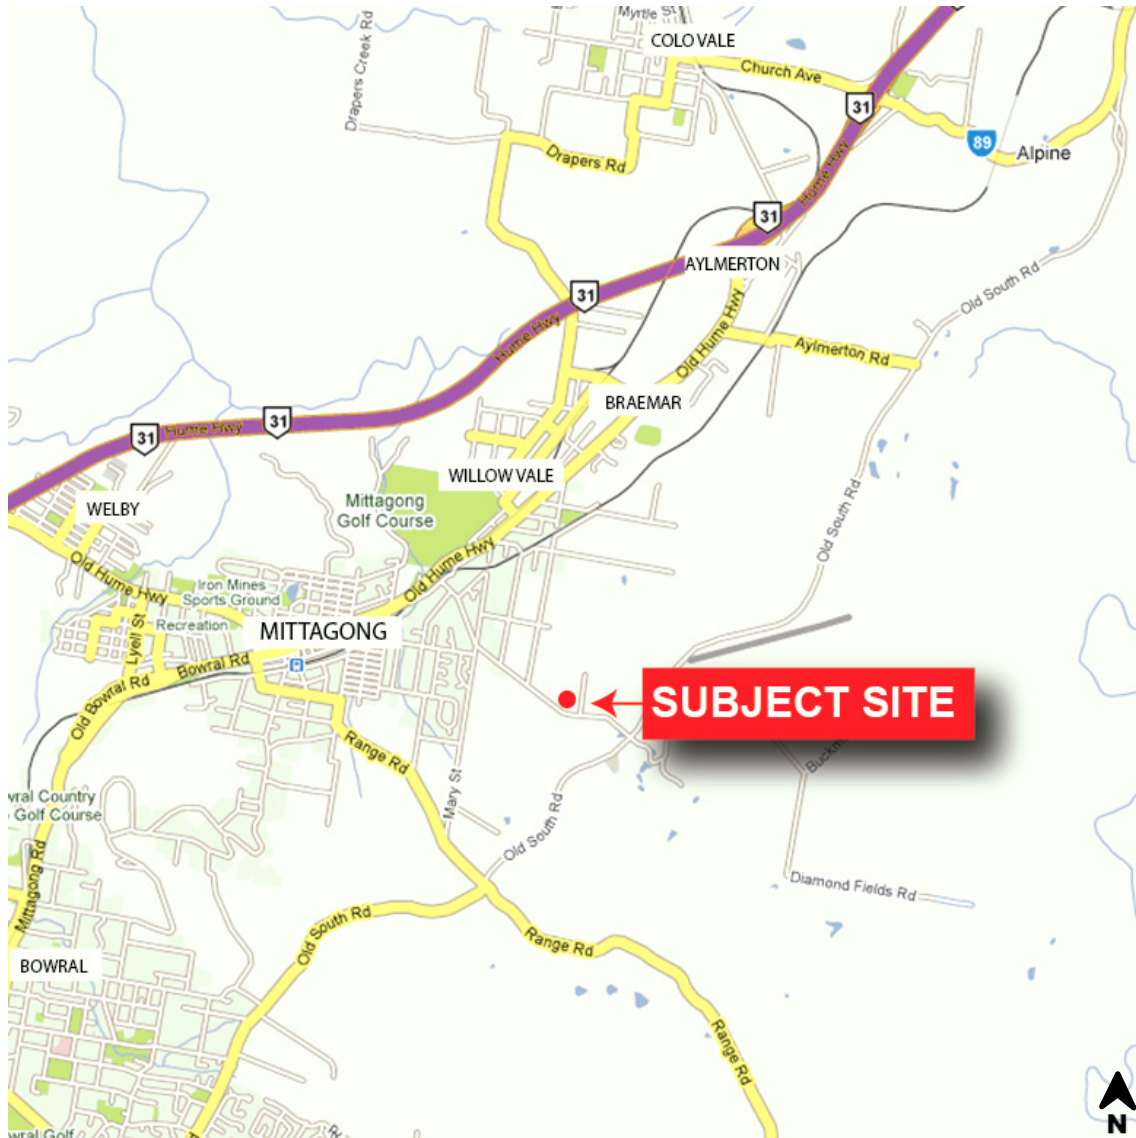 Myrtle St
COLO VALE
Drapers Creek Rd
Church Ave
31
89
Alpine
Drapers Rd
Hume Hwy
31
AYLMERTON
Old South Rd
31
Hume Hwy
Old Hume Hwy
Aylmerton Rd
BRAEMAR
31
Hume Hwy
31
WILLOW VALE
WELBY
Mittagong
Golf Course
Old South Rd
Old Hume Hwy
Old Hume Hwy
Iron Mines
Sports Ground
Recreation
Lyell St
MITTAGONG
Bowral Rd
Old Bowral Rd
SUBJECT SITE
Range Rd
Mary St
Country
Golf Course
Old South Rd
Mittagong Rd
Diamond Fields Rd
Old South Rd
Range Rd
BOWRAL
Range Rd
N
Golf